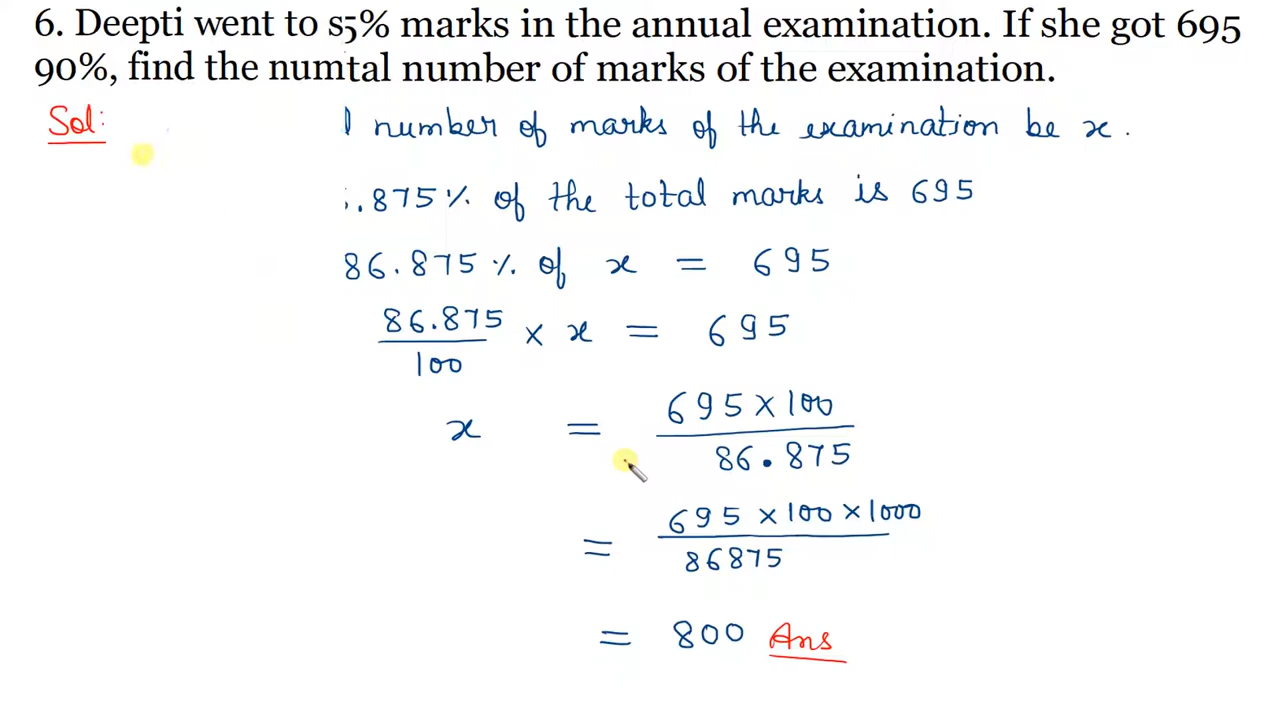 6. Deepti went to s5% marks in the annual examination. If she got 695
90%, find the numtal number of marks of the examination.
Sol:
l number of marks of the examination be x.
.875% of the total marks is 695
86.875% of x = 695
86.875/100 × x = 695
x = 695×100/86.875
= 695×100×1000/86875
= 800 Ans